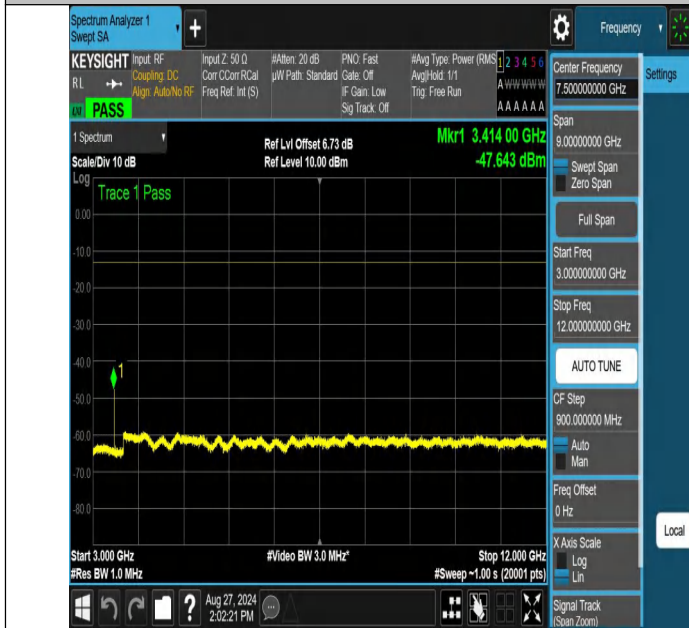 Spectrum Analyzer 1
Swept SA
+
Frequency
KEYSIGHT
RL
LXI
PASS
Input: RF
Coupling: DC
Align: Auto/No RF
Input Z: 50 Ω
Corr CCorr RCal
Freq Ref: Int (S)
#Atten: 20 dB
µW Path: Standard
PNO: Fast
Gate: Off
IF Gain: Low
Sig Track: Off
#Avg Type: Power (RMS
Avg|Hold: 1/1
Trig: Free Run
1 2 3 4 5 6
A W W W W W
A A A A A A
Center Frequency
7.500000000 GHz
Settings
1 Spectrum
Scale/Div 10 dB
Ref Lvl Offset 6.73 dB
Ref Level 10.00 dBm
Mkr1 3.414 00 GHz
-47.643 dBm
Log
Trace 1 Pass
0.00
-10.0
-20.0
-30.0
-40.0
-50.0
-60.0
-70.0
-80.0
1
Start 3.000 GHz
#Res BW 1.0 MHz
#Video BW 3.0 MHz*
Stop 12.000 GHz
#Sweep ~1.00 s (20001 pts)
Span
9.00000000 GHz
Swept Span
Zero Span
Full Span
Start Freq
3.000000000 GHz
Stop Freq
12.000000000 GHz
AUTO TUNE
CF Step
900.000000 MHz
Auto
Man
Freq Offset
0 Hz
X Axis Scale
Log
Lin
Signal Track
(Span Zoom)
Local
?
Aug 27, 2024
2:02:21 PM